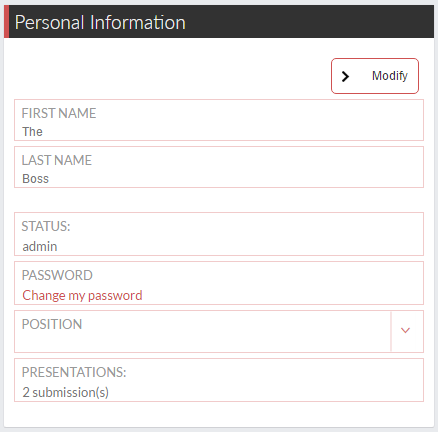 Personal Information
Modify
FIRST NAME
The
LAST NAME
Boss
STATUS:
admin
PASSWORD
Change my password
POSITION
PRESENTATIONS:
2 submission(s)